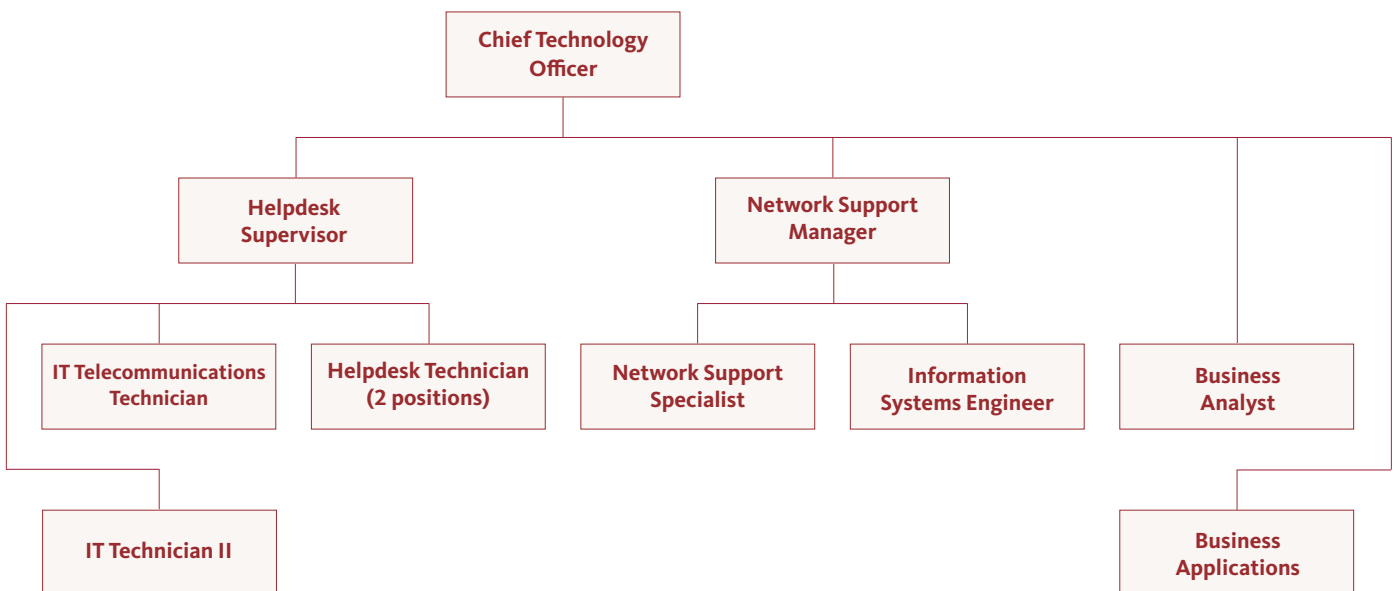 Chief Technology
Officer
Helpdesk
Supervisor
Network Support
Manager
IT Telecommunications
Technician
Helpdesk Technician
(2 positions)
Network Support
Specialist
Information
Systems Engineer
Business
Analyst
IT Technician II
Business
Applications